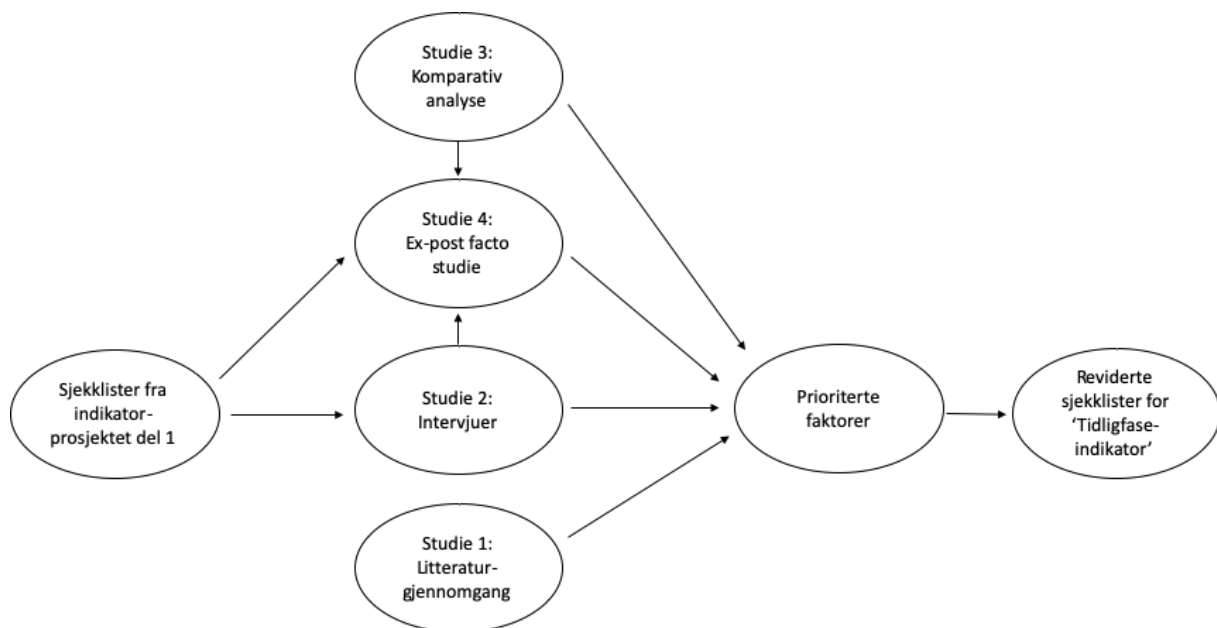 Studie 3:
Komparativ
analyse
Studie 4:
Ex-post facto
studie
Sjekklister fra
indikator-
prosjektet del 1
Studie 2:
Intervjuer
Prioriterte
faktorer
Reviderte
sjekklister for
‘Tidligfase-
indikator’
Studie 1:
Litteratur-
gjennomgang